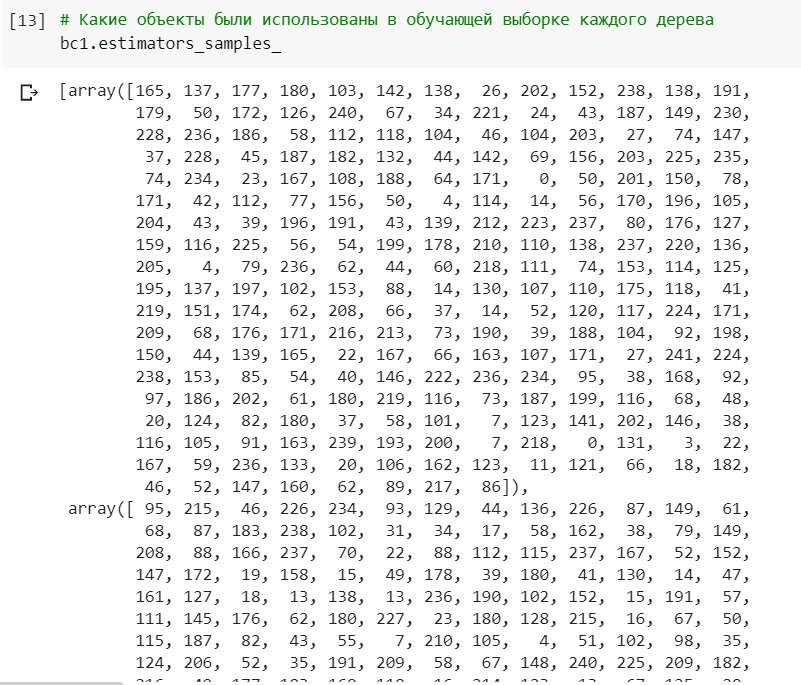 [13] # Какие объекты были использованы в обучающей выборке каждого дерева
bc1.estimators_samples_
[array([165, 137, 177, 180, 103, 142, 138, 26, 202, 152, 238, 138, 191,
179, 50, 172, 126, 240, 67, 34, 221, 24, 43, 187, 149, 230,
228, 236, 186, 58, 112, 118, 104, 46, 104, 203, 27, 74, 147,
37, 228, 45, 187, 182, 132, 44, 142, 69, 156, 203, 225, 235,
74, 234, 23, 167, 108, 188, 64, 171, 0, 50, 201, 150, 78,
171, 42, 112, 77, 156, 50, 4, 114, 14, 56, 170, 196, 105,
204, 43, 39, 196, 191, 43, 139, 212, 223, 237, 80, 176, 127,
159, 116, 225, 56, 54, 199, 178, 210, 110, 138, 237, 220, 136,
205, 4, 79, 236, 62, 44, 60, 218, 111, 74, 153, 114, 125,
195, 137, 197, 102, 153, 88, 14, 130, 107, 110, 175, 118, 41,
219, 151, 174, 62, 208, 66, 37, 14, 52, 120, 117, 224, 171,
209, 68, 176, 171, 216, 213, 73, 190, 39, 188, 104, 92, 198,
150, 44, 139, 165, 22, 167, 66, 163, 107, 171, 27, 241, 224,
238, 153, 85, 54, 40, 146, 222, 236, 234, 95, 38, 168, 92,
97, 186, 202, 61, 180, 219, 116, 73, 187, 199, 116, 68, 48,
20, 124, 82, 180, 37, 58, 101, 7, 123, 141, 202, 146, 38,
116, 105, 91, 163, 239, 193, 200, 7, 218, 0, 131, 3, 22,
167, 59, 236, 133, 20, 106, 162, 123, 11, 121, 66, 18, 182,
46, 52, 147, 160, 62, 89, 217, 86]),
array([ 95, 215, 46, 226, 234, 93, 129, 44, 136, 226, 87, 149, 61,
68, 87, 183, 238, 102, 31, 34, 17, 58, 162, 38, 79, 149,
208, 88, 166, 237, 70, 22, 88, 112, 115, 237, 167, 52, 152,
147, 172, 19, 158, 15, 49, 178, 39, 180, 41, 130, 14, 47,
161, 127, 18, 13, 138, 13, 236, 190, 102, 152, 15, 191, 57,
111, 145, 176, 62, 180, 227, 23, 180, 128, 215, 16, 67, 50,
115, 187, 82, 43, 55, 7, 210, 105, 4, 51, 102, 98, 35,
124, 206, 52, 35, 191, 209, 58, 67, 148, 240, 225, 209, 182,